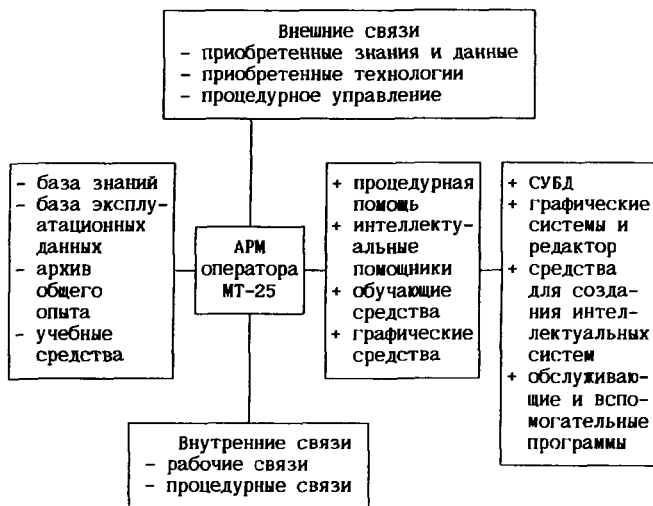 Внешние связи
- приобретенные знания и данные
- приобретенные технологии
- процедурное управление
- база знаний
- база эксплу-
атационных
данных
- архив
общего
опыта
- учебные
средства
АРМ
оператора
МТ-25
+ процедурная
помощь
+ интеллекту-
альные
помощники
+ обучающие
средства
+ графические
средства
+ СУБД
+ графические
системы и
редактор
+ средства
для созда-
ния интел-
лектуальных
систем
+ обслуживаю-
щие и вспо-
могательные
программы
Внутренние связи
- рабочие связи
- процедурные связи